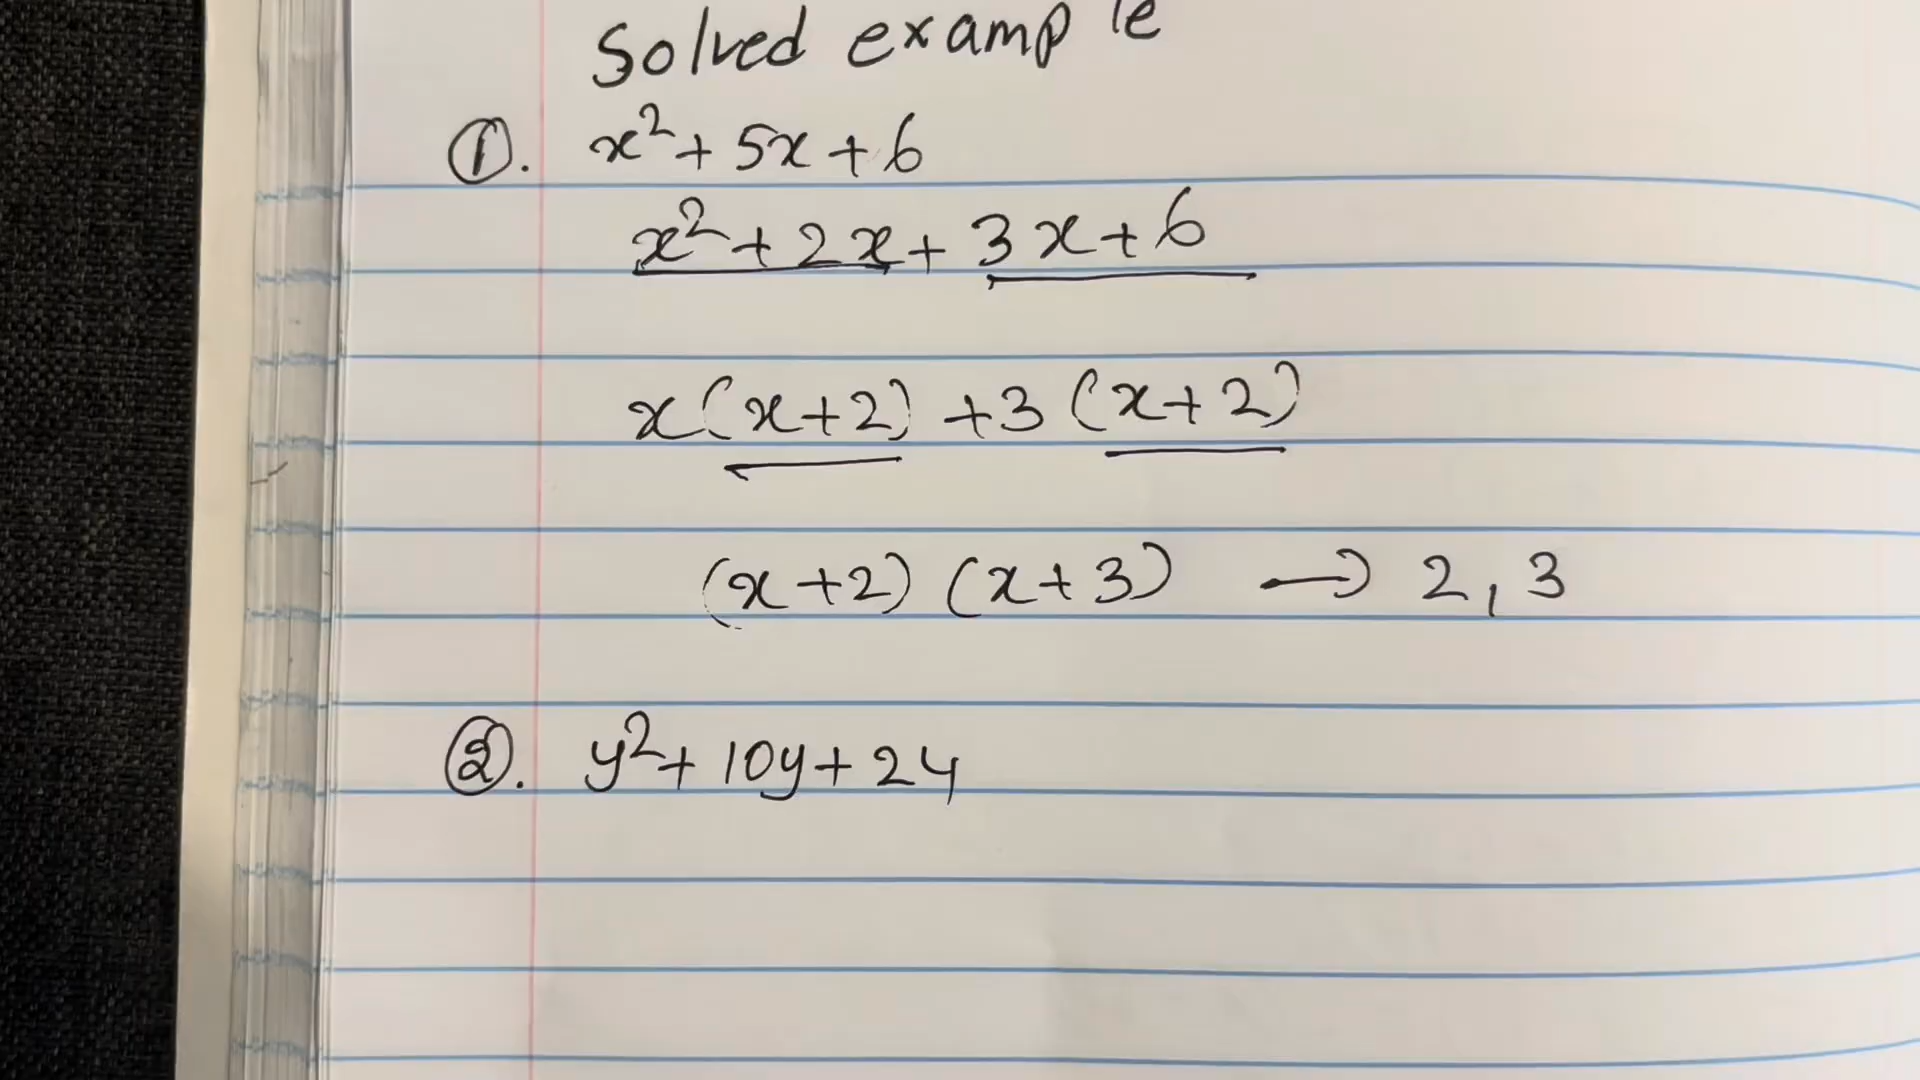 Solved example
①. x²+5x+6
x²+2x+3x+6
x(x+2)+3(x+2)
(x+2)(x+3) → 2,3
②. y²+10y+24